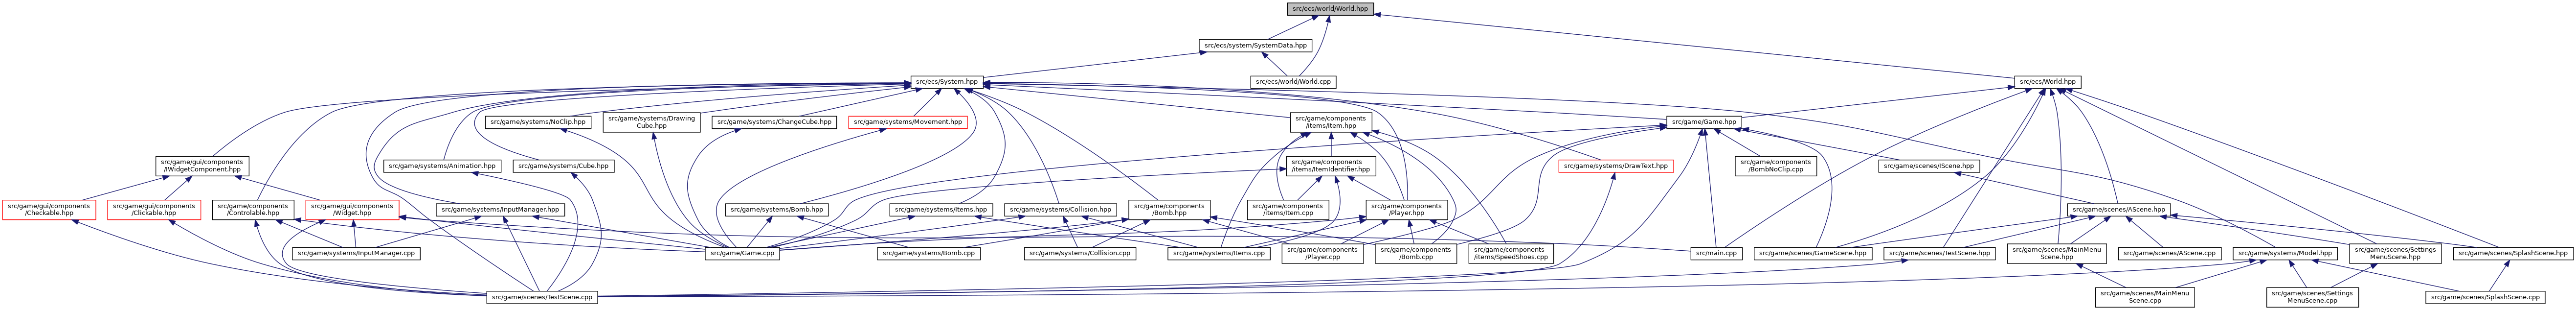 src/ecs/world/World.hpp
src/ecs/system/SystemData.hpp
src/ecs/System.hpp
src/ecs/world/World.cpp
src/ecs/World.hpp
src/game/systems/NoClip.hpp
src/game/systems/Drawing
Cube.hpp
src/game/systems/ChangeCube.hpp
src/game/systems/Movement.hpp
src/game/components
/items/Item.hpp
src/game/Game.hpp
src/game/gui/components
/IWidgetComponent.hpp
src/game/systems/Animation.hpp
src/game/systems/Cube.hpp
src/game/components
/items/ItemIdentifier.hpp
src/game/systems/DrawText.hpp
src/game/components
/BombNoClip.cpp
src/game/scenes/IScene.hpp
src/game/gui/components
/Checkable.hpp
src/game/gui/components
/Clickable.hpp
src/game/components
/Controlable.hpp
src/game/gui/components
/Widget.hpp
src/game/systems/InputManager.hpp
src/game/systems/Bomb.hpp
src/game/systems/Items.hpp
src/game/systems/Collision.hpp
src/game/components
/Bomb.hpp
src/game/components
/items/Item.cpp
src/game/components
/Player.hpp
src/game/scenes/AScene.hpp
src/game/systems/InputManager.cpp
src/game/Game.cpp
src/game/systems/Bomb.cpp
src/game/systems/Collision.cpp
src/game/systems/Items.cpp
src/game/components
/Player.cpp
src/game/components
/Bomb.cpp
src/game/components
/items/SpeedShoes.cpp
src/main.cpp
src/game/scenes/GameScene.hpp
src/game/scenes/TestScene.hpp
src/game/scenes/MainMenu
Scene.hpp
src/game/scenes/AScene.cpp
src/game/systems/Model.hpp
src/game/scenes/Settings
MenuScene.hpp
src/game/scenes/SplashScene.hpp
src/game/scenes/TestScene.cpp
src/game/scenes/MainMenu
Scene.cpp
src/game/scenes/Settings
MenuScene.cpp
src/game/scenes/SplashScene.cpp